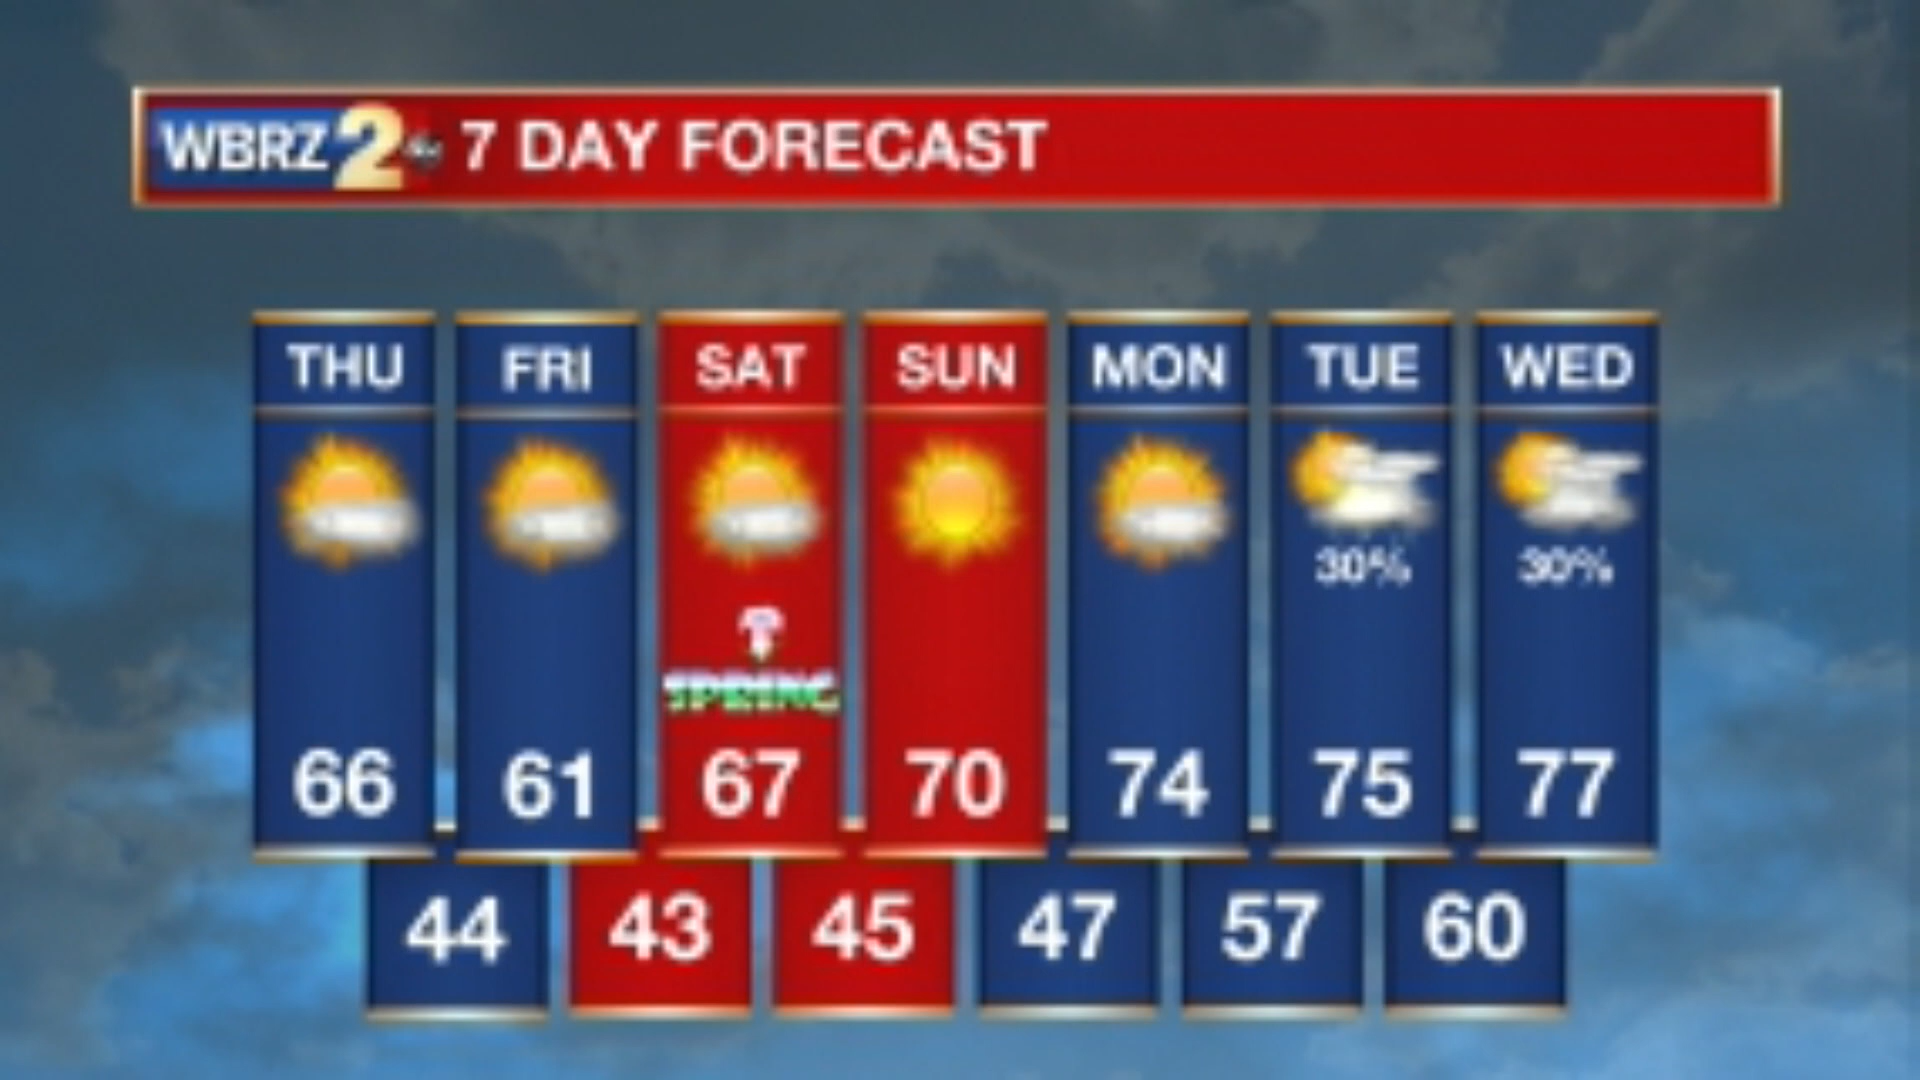 WBRZ 2 abc 7 DAY FORECAST
THU FRI SAT SUN MON TUE WED
30% 30%
SPRING
66 61 67 70 74 75 77
44 43 45 47 57 60